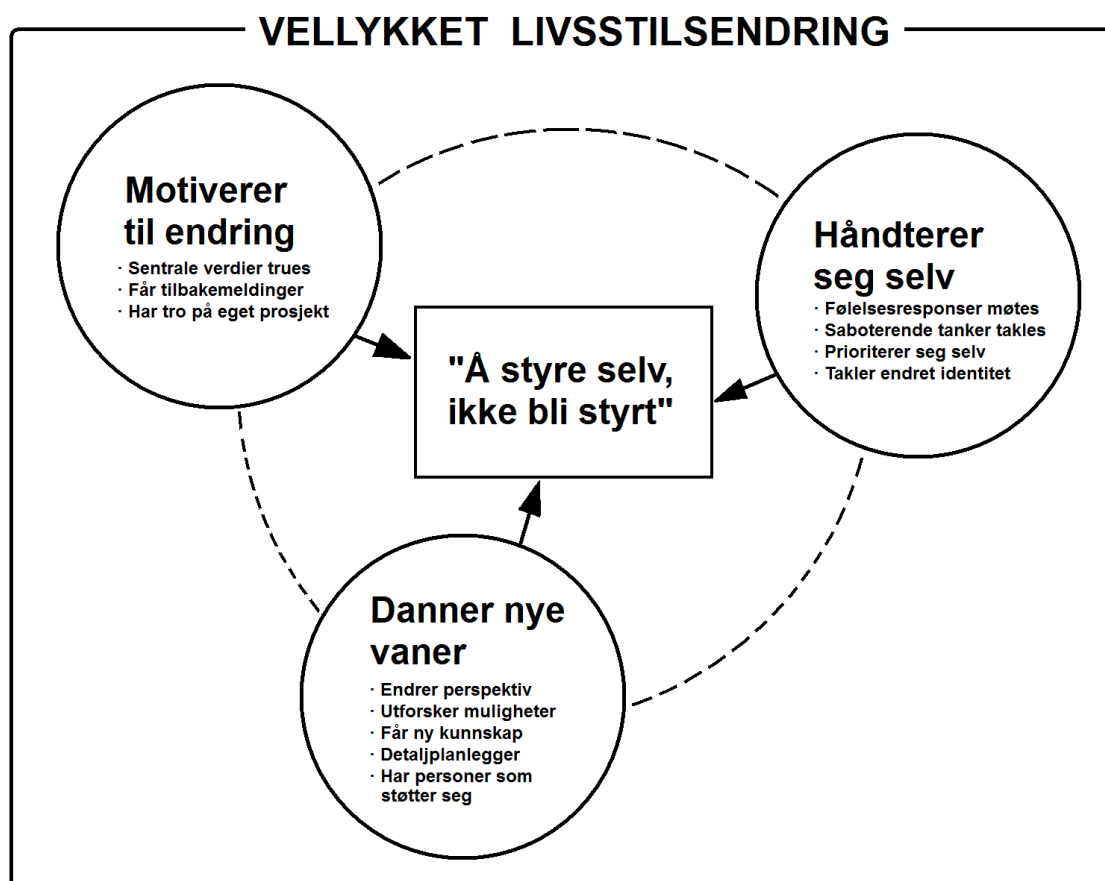 VELLYKKET LIVSSTILSENDRING
Motiverer
til endring
· Sentrale verdier trues
· Får tilbakemeldinger
· Har tro på eget prosjekt
Håndterer
seg selv
· Følelsesresponser møtes
· Saboterende tanker takles
· Prioriterer seg selv
· Takler endret identitet
"Å styre selv,
ikke bli styrt"
Danner nye
vaner
· Endrer perspektiv
· Utforsker muligheter
· Får ny kunnskap
· Detaljplanlegger
· Har personer som
støtter seg